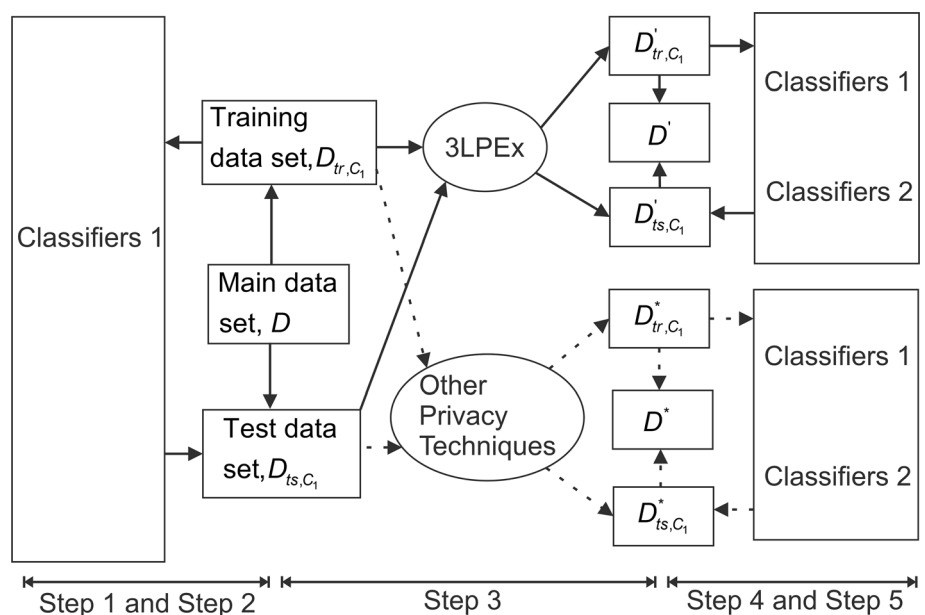 Classifiers 1
Training
data set, D_{tr,C_1}
Main data
set, D
Test data
set, D_{ts,C_1}
3LPEx
Other
Privacy
Techniques
D'_{tr,C_1}
D'
D'_{ts,C_1}
Classifiers 1
Classifiers 2
D^*_{tr,C_1}
D^*
D^*_{ts,C_1}
Classifiers 1
Classifiers 2
Step 1 and Step 2
Step 3
Step 4 and Step 5